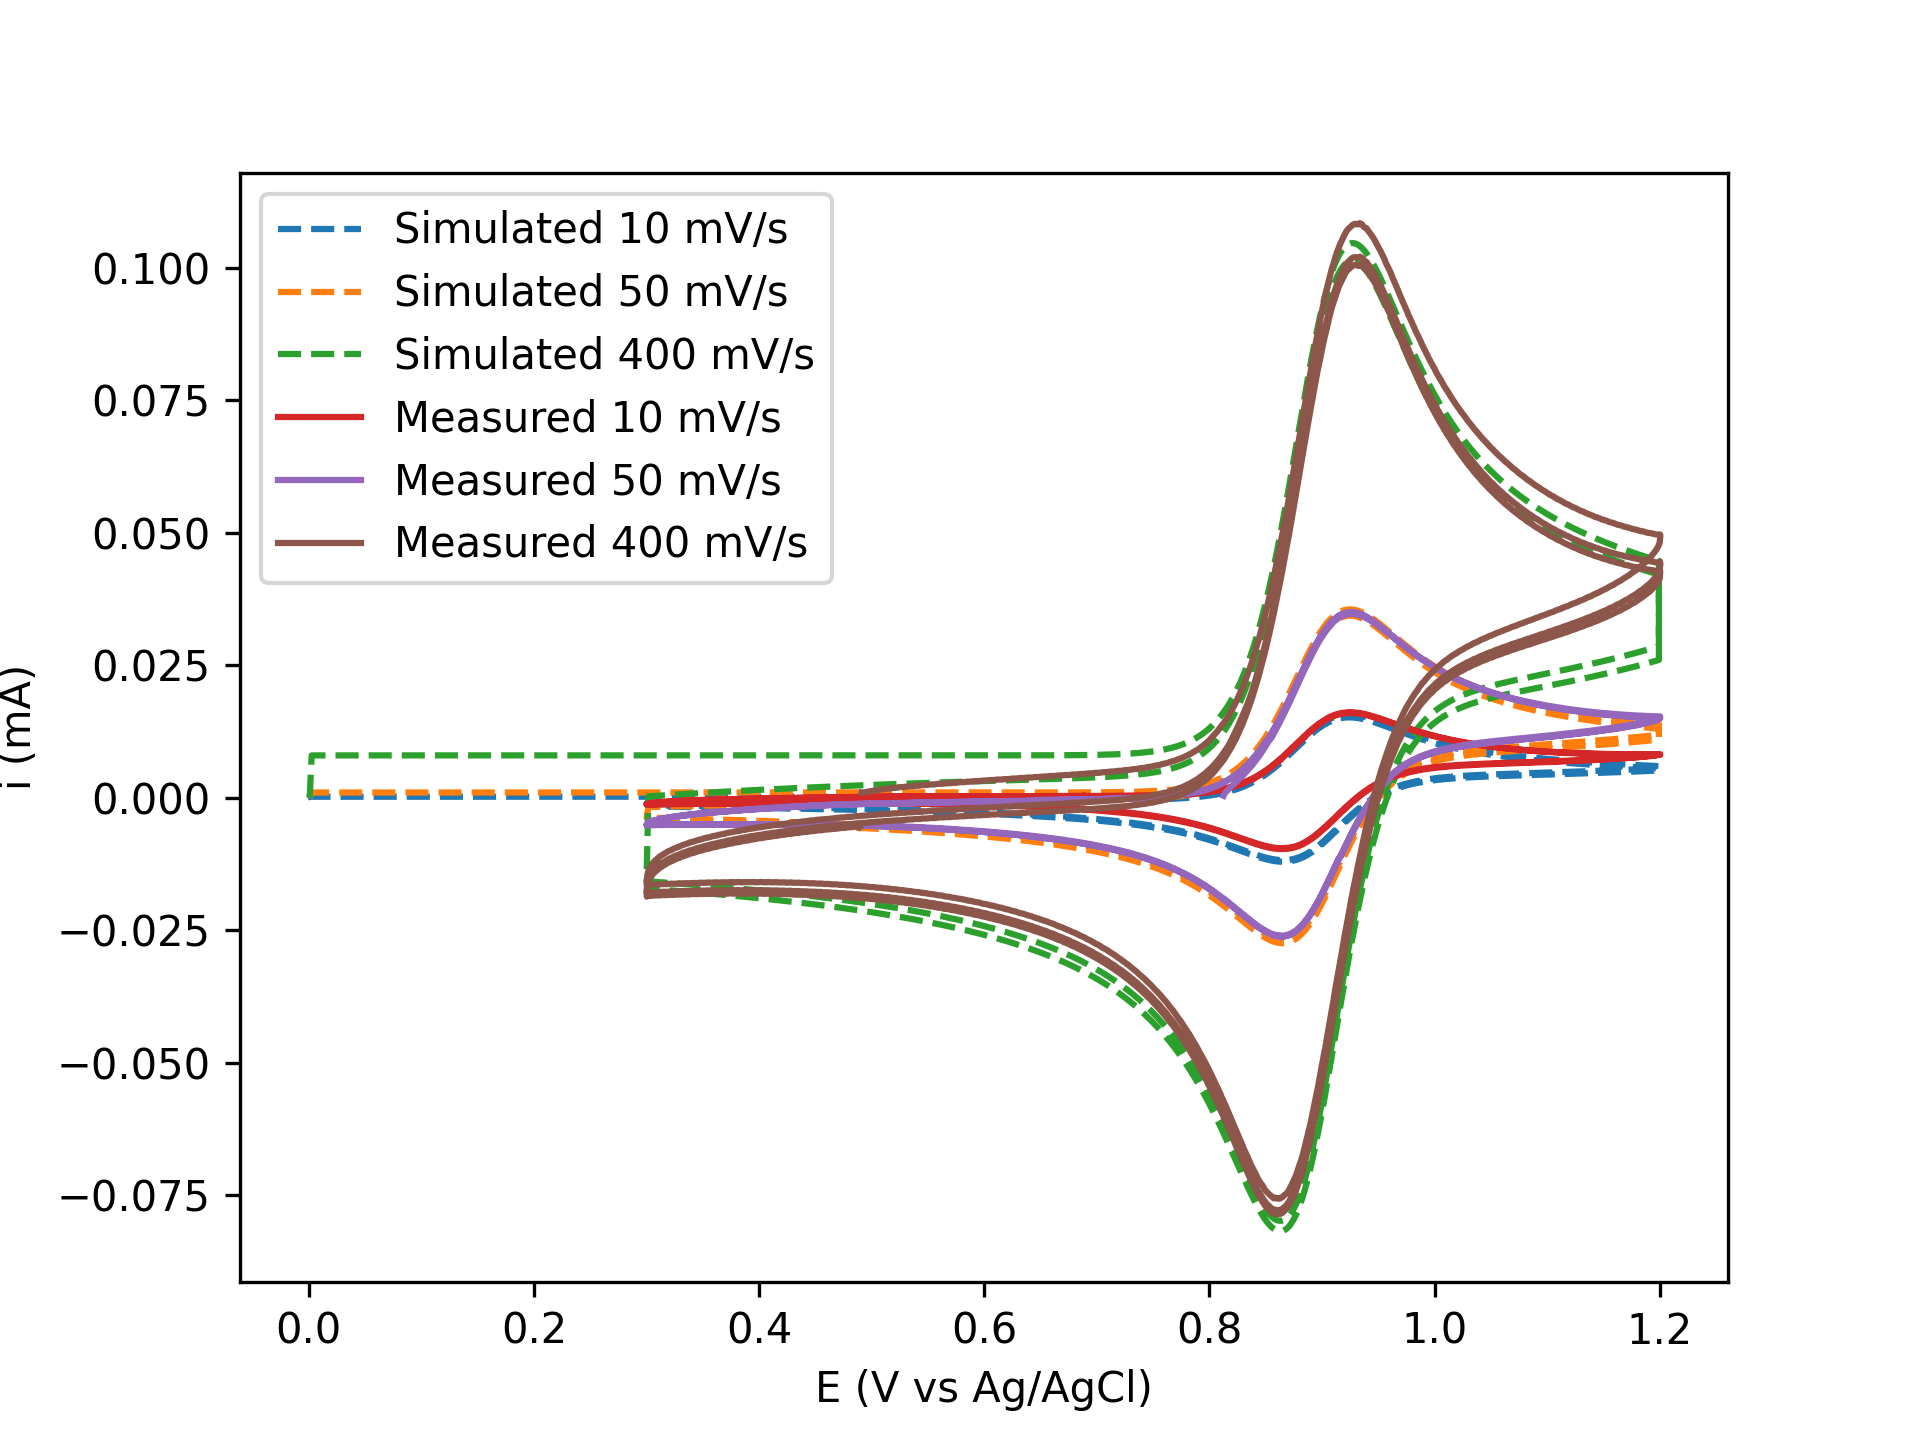 Simulated 10 mV/s
Simulated 50 mV/s
Simulated 400 mV/s
Measured 10 mV/s
Measured 50 mV/s
Measured 400 mV/s
0.100
0.075
0.050
0.025
0.000
−0.025
−0.050
−0.075
i (mA)
0.0 0.2 0.4 0.6 0.8 1.0 1.2
E (V vs Ag/AgCl)